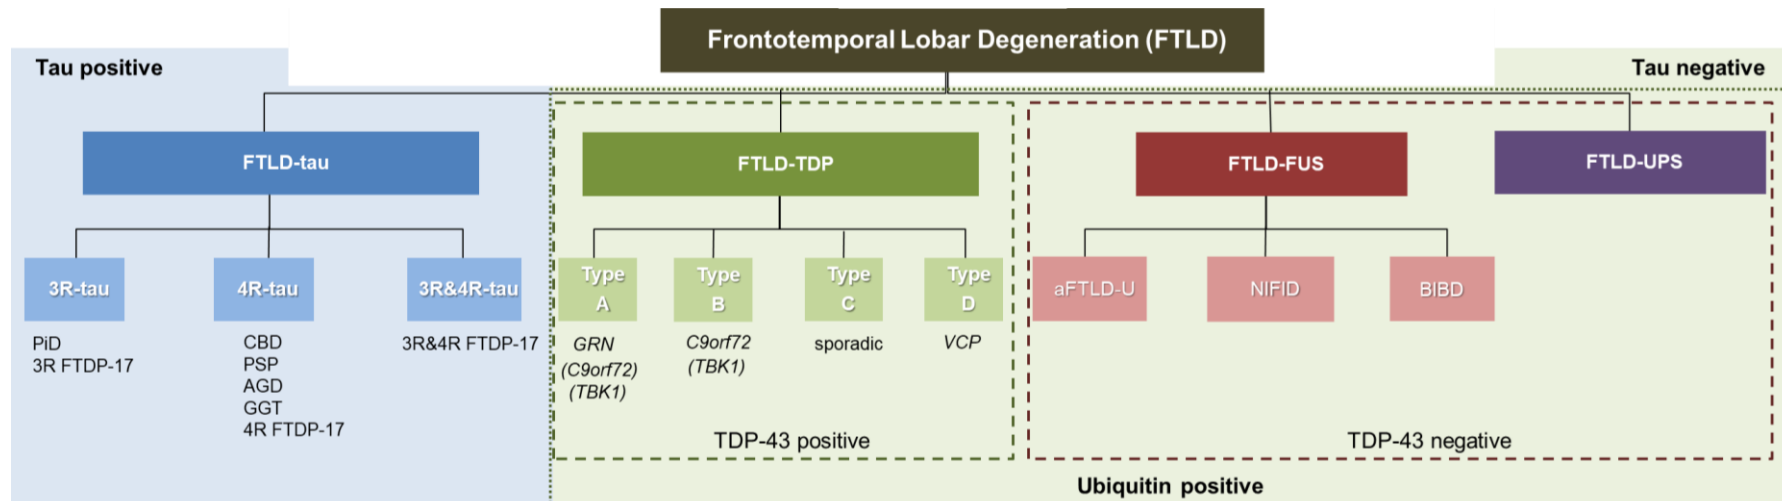 Frontotemporal Lobar Degeneration (FTLD)
Tau positive
Tau negative
FTLD-tau
FTLD-TDP
FTLD-FUS
FTLD-UPS
3R-tau
4R-tau
3R&4R-tau
Type
A
Type
B
Type
C
Type
D
aFTLD-U
NIFID
BIBD
PiD
3R FTDP-17
CBD
PSP
AGD
GGT
4R FTDP-17
3R&4R FTDP-17
GRN
(C9orf72)
(TBK1)
C9orf72
(TBK1)
sporadic
VCP
TDP-43 positive
TDP-43 negative
Ubiquitin positive